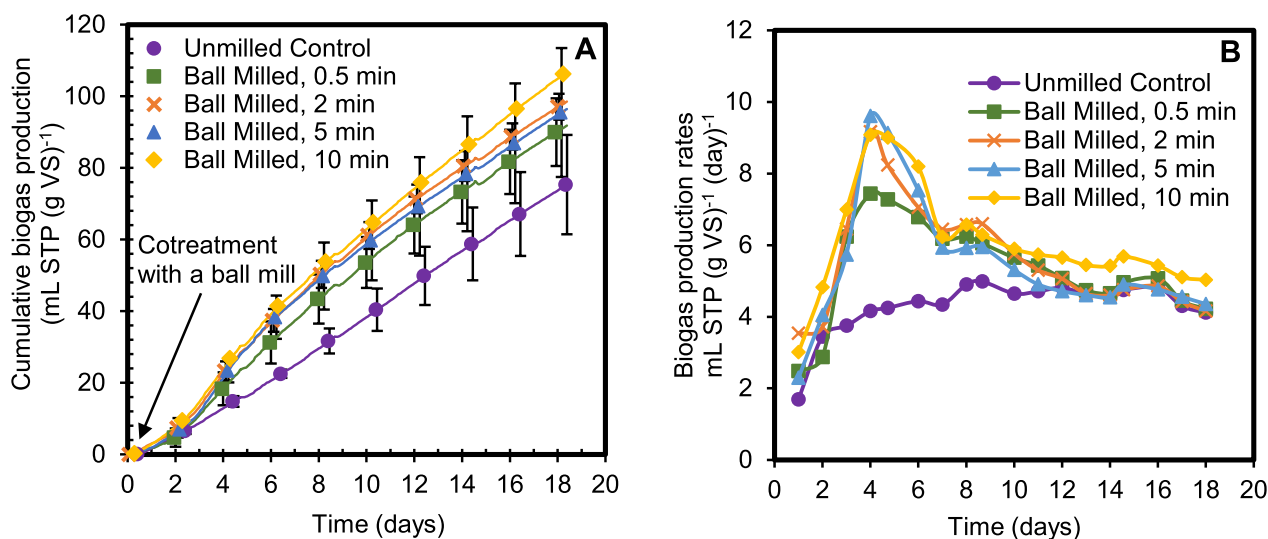 A
Cumulative biogas production
(mL STP (g VS)⁻¹
120
100
80
60
40
20
0
Unmilled Control
Ball Milled, 0.5 min
Ball Milled, 2 min
Ball Milled, 5 min
Ball Milled, 10 min
Cotreatment
with a ball mill
0 2 4 6 8 10 12 14 16 18 20
Time (days)
B
Biogas production rates
mL STP (g VS)⁻¹ (day)⁻¹
12
10
8
6
4
2
0
Unmilled Control
Ball Milled, 0.5 min
Ball Milled, 2 min
Ball Milled, 5 min
Ball Milled, 10 min
0 2 4 6 8 10 12 14 16 18 20
Time (days)